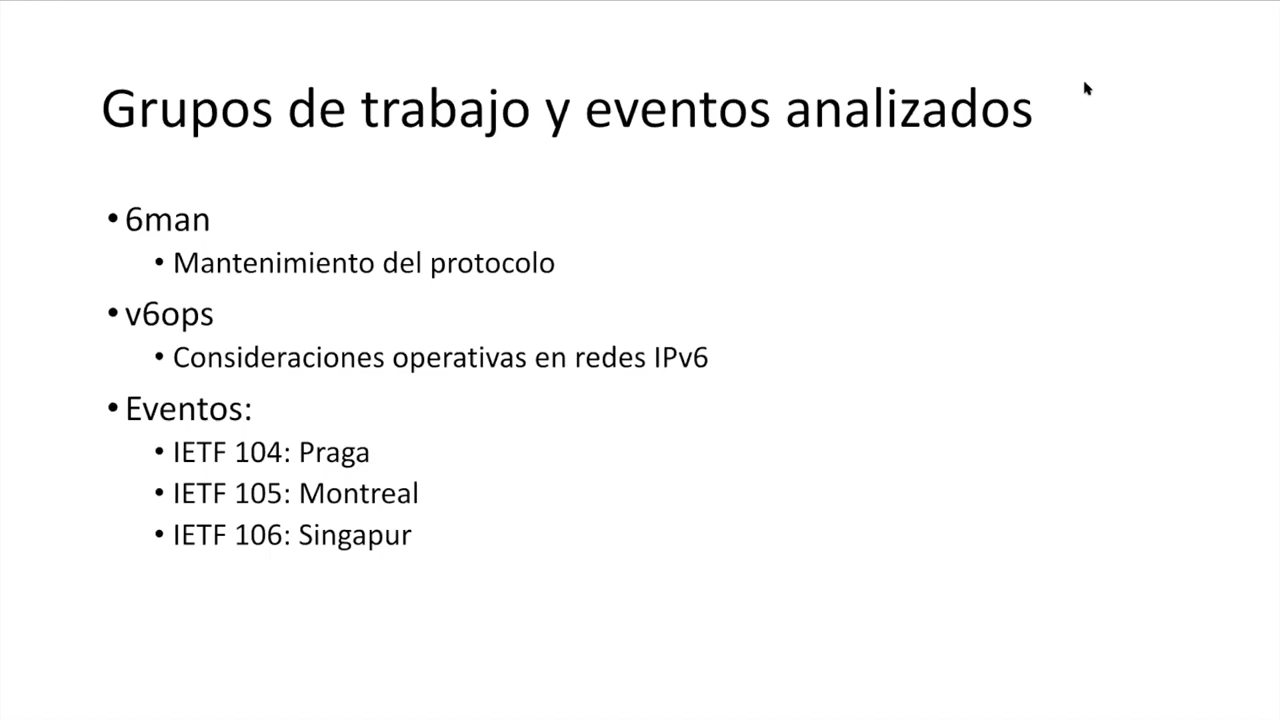 Grupos de trabajo y eventos analizados
• 6man
• Mantenimiento del protocolo
• v6ops
• Consideraciones operativas en redes IPv6
• Eventos:
• IETF 104: Praga
• IETF 105: Montreal
• IETF 106: Singapur